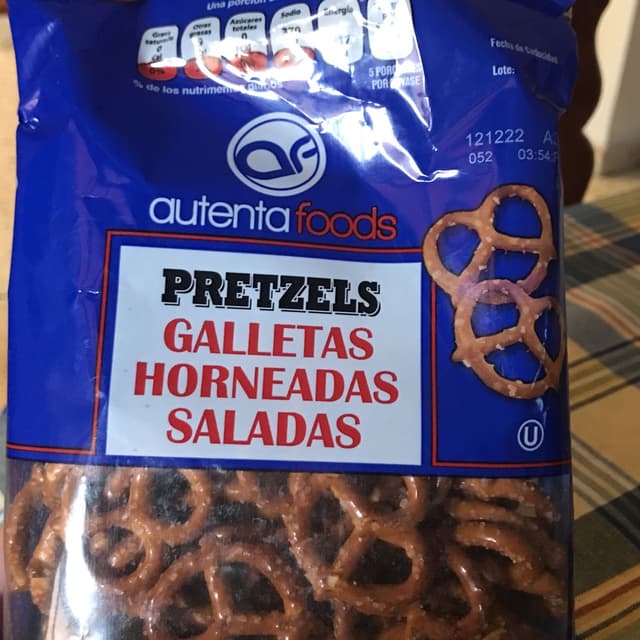 Una porción
Grasa
Otras
grasas
Azúcares
totales
Sodio
Energía
0%
5 PORCIONES
POR ENVASE
% de los nutrimentos diarios
Fecha de Caducidad
Lote:
121222
052 03:54
autenta foods
PRETZELS
GALLETAS
HORNEADAS
SALADAS
U